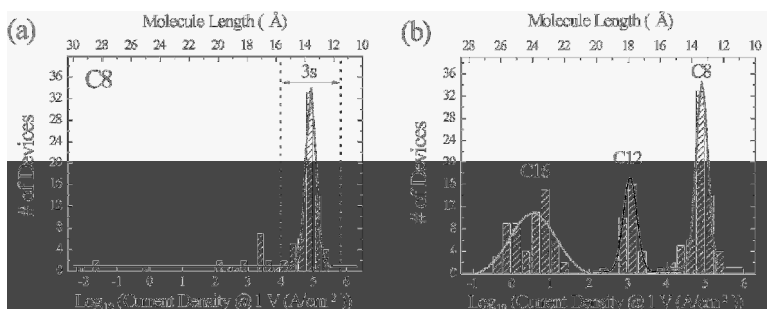 (a)
Molecule Length ( Å)
30 28 26 24 22 20 18 16 14 12 10
C8
3s
36
32
28
24
20
16
12
8
4
0
# of Devices
-2 -1 0 1 2 3 4 5 6
Log₁₀ (Current Density @ 1 V (A/cm²))
(b)
Molecule Length ( Å)
28 26 24 22 20 18 16 14 12 10
C8
C12
C16
36
32
28
24
20
16
12
8
4
0
# of Devices
-1 0 1 2 3 4 5 6
Log₁₀ (Current Density @ 1 V (A/cm²))